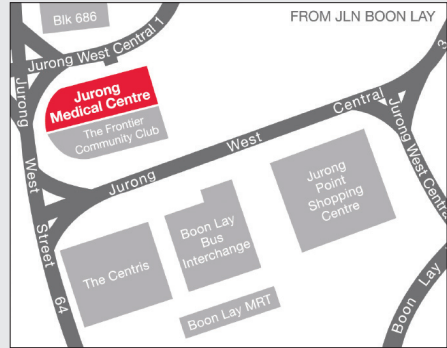 Blk 686
FROM JLN BOON LAY
Jurong West Central 1
Jurong
Medical Centre
The Frontier
Community Club
Jurong West Central 3
Jurong West Central
Jurong West Street 64
Jurong
Point
Shopping
Centre
Boon Lay
Bus
Interchange
The Centris
Boon Lay MRT
Boon Lay